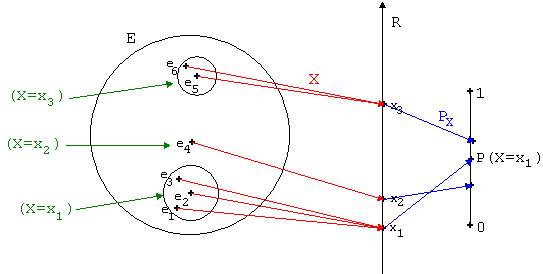 E
R
e₆
e₅
X
(X=x₃)
x₃
1
Pₓ
(X=x₂)
e₄
P(X=x₁)
e₃
e₂
x₂
(X=x₁)
e₁
x₁
0